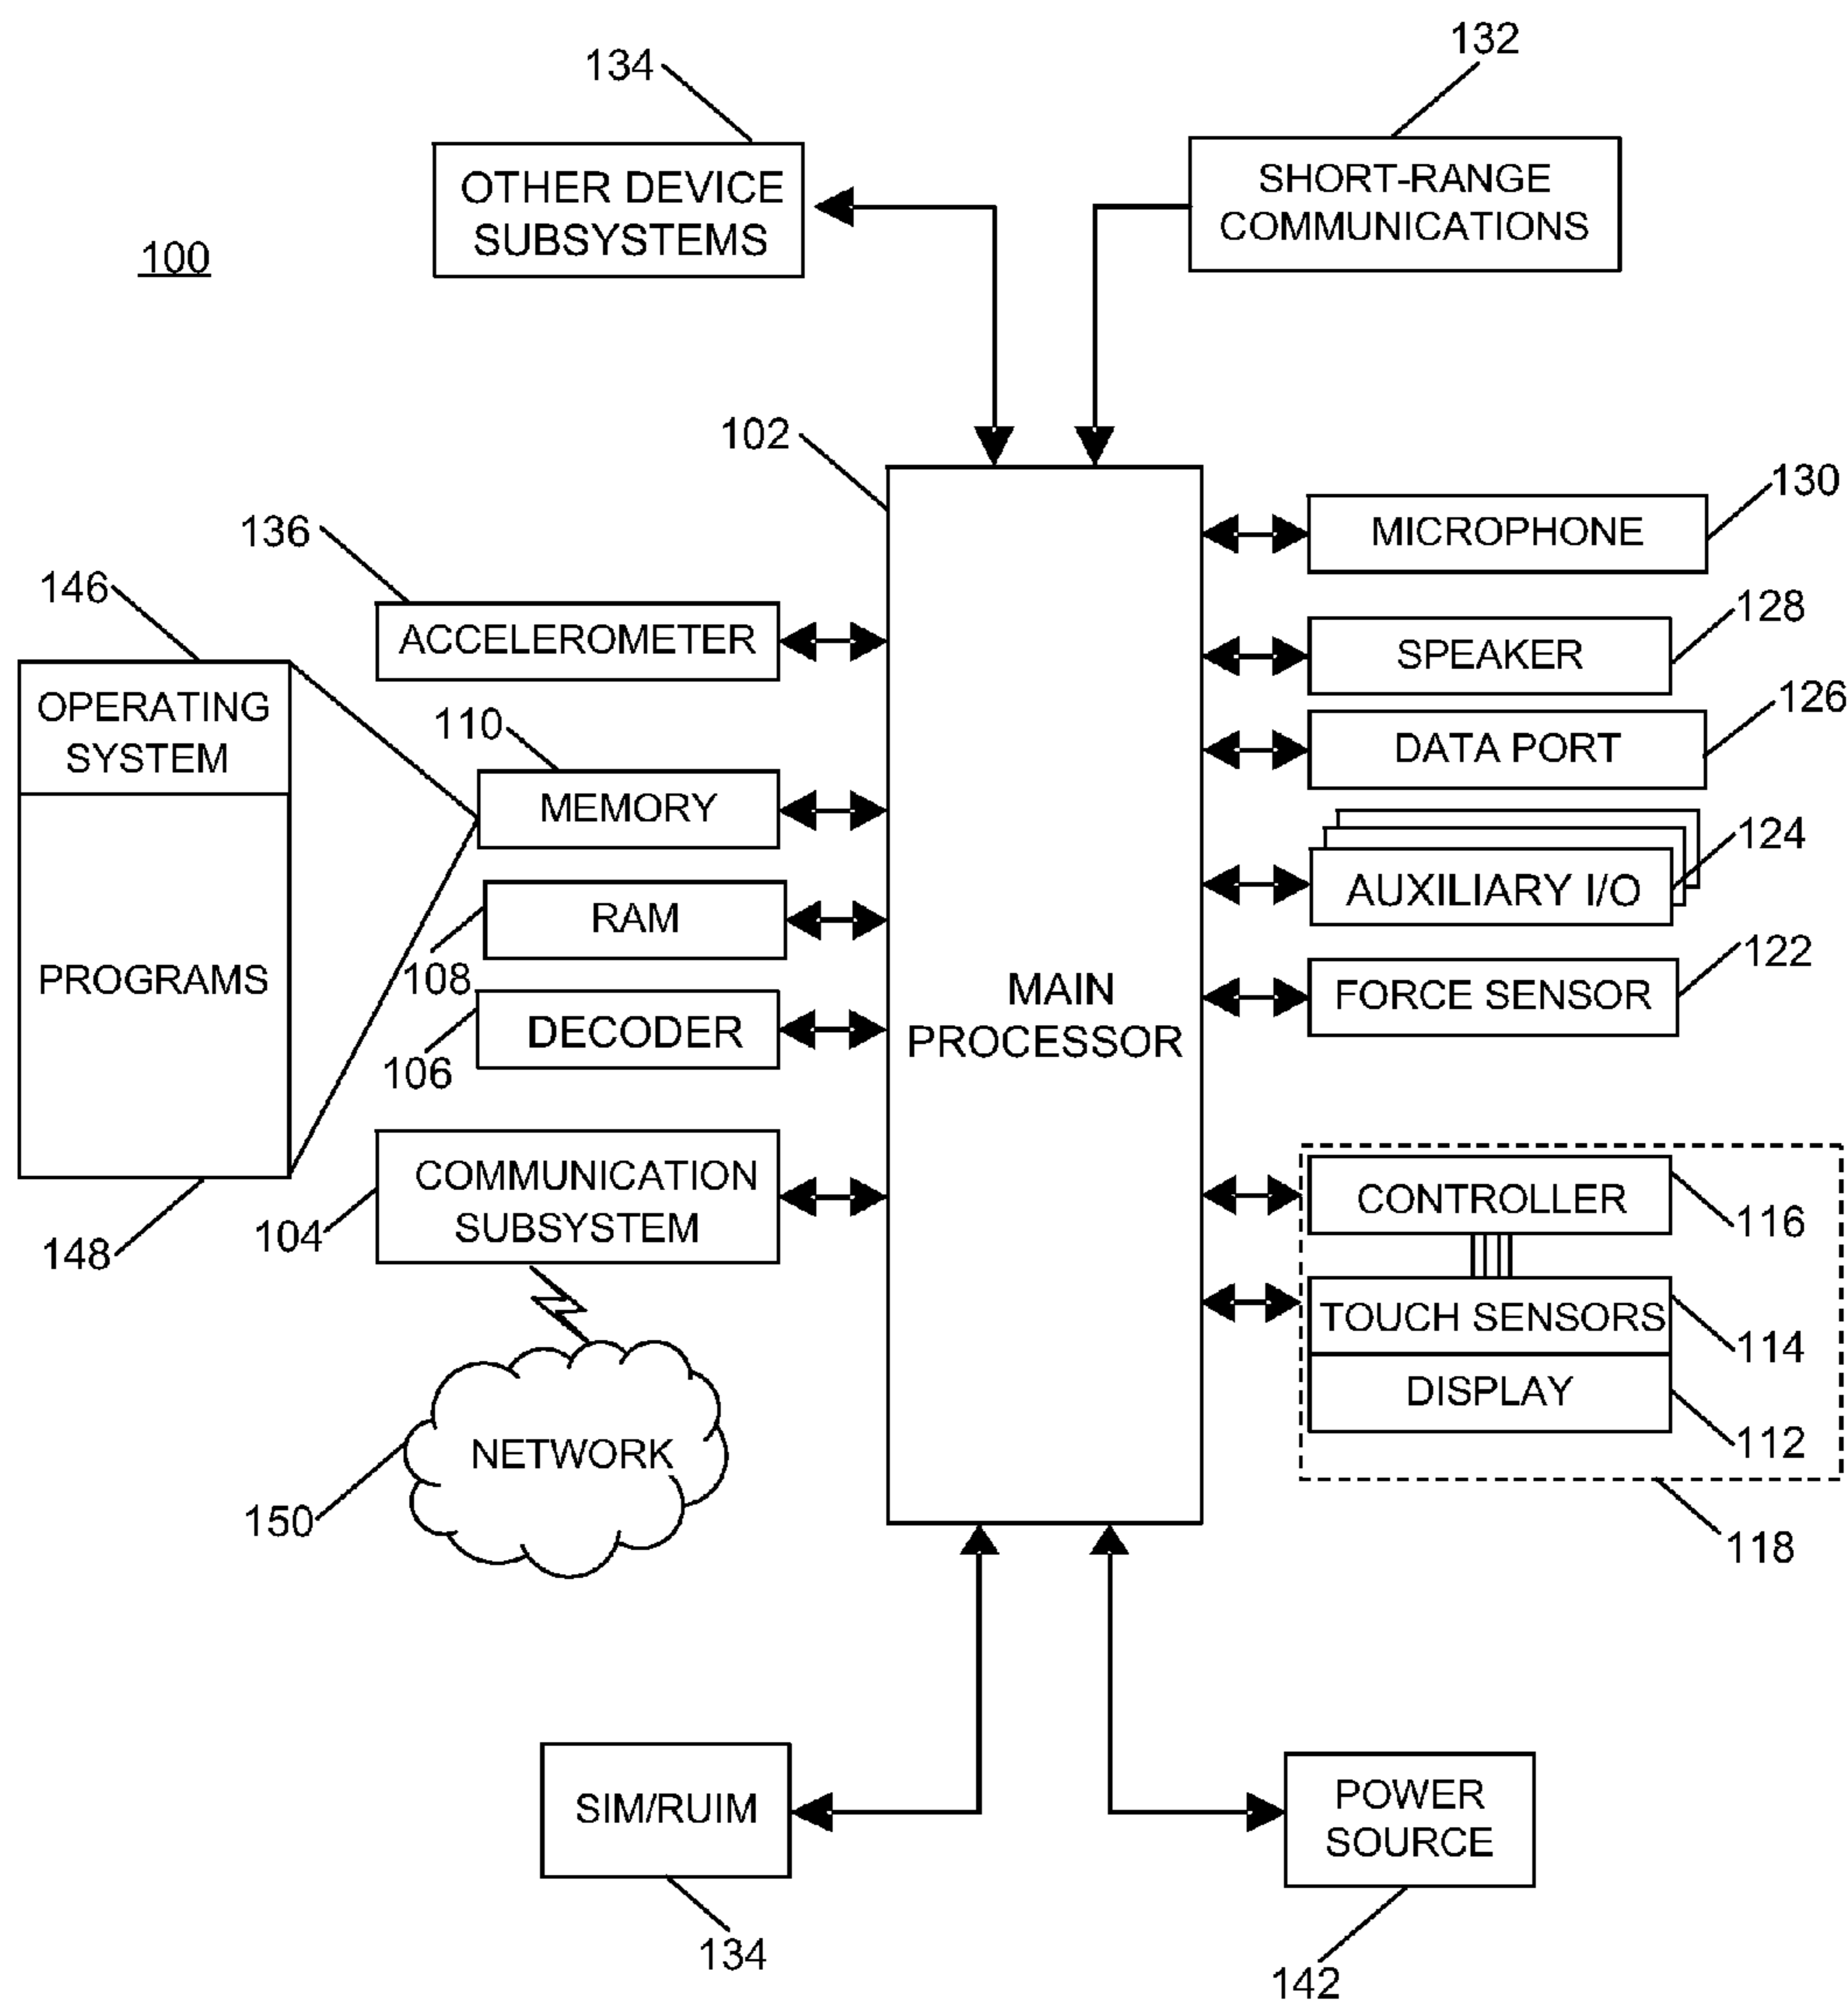 132
134
SHORT-RANGE
COMMUNICATIONS
OTHER DEVICE
SUBSYSTEMS
100
102
130
MICROPHONE
136
146
128
ACCELEROMETER
SPEAKER
126
OPERATING
SYSTEM
110
DATA PORT
MEMORY
124
AUXILIARY I/O
RAM
108
122
PROGRAMS
MAIN
PROCESSOR
FORCE SENSOR
DECODER
106
COMMUNICATION
SUBSYSTEM
CONTROLLER
116
104
148
TOUCH SENSORS
114
DISPLAY
112
NETWORK
150
118
SIM/RUIM
POWER
SOURCE
134
142